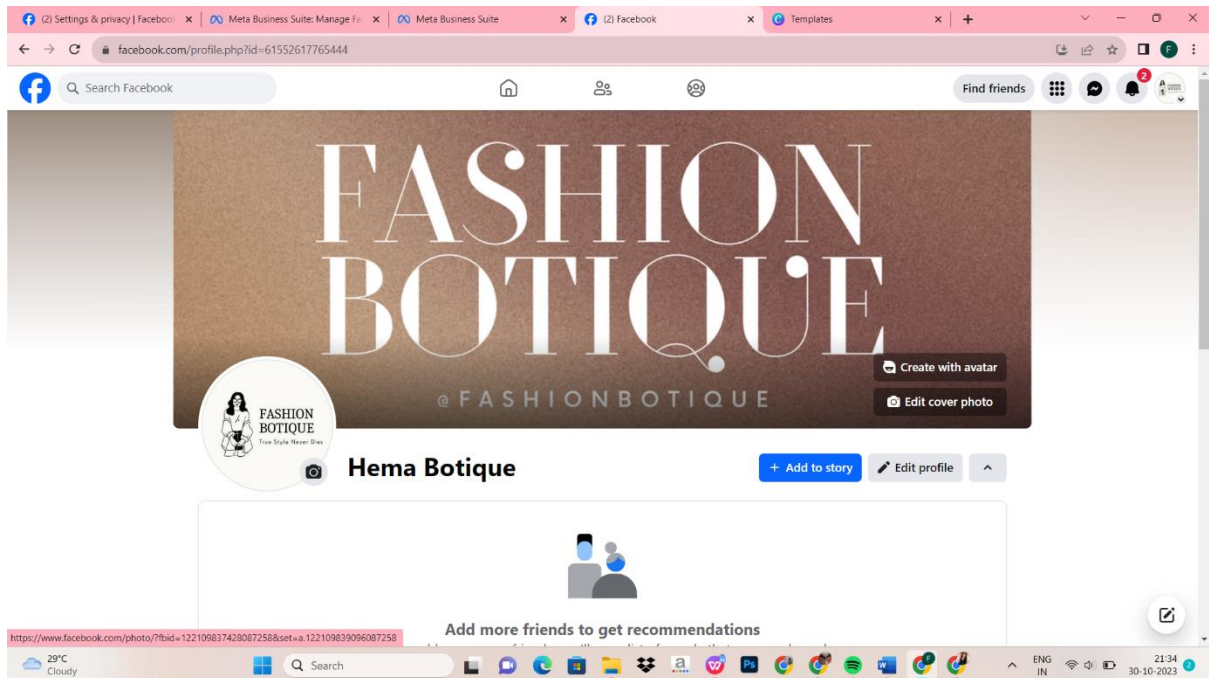 (2) Settings & privacy | Faceboo
Meta Business Suite: Manage Fa
Meta Business Suite
(2) Facebook
Templates
facebook.com/profile.php?id=61552617765444
F
Search Facebook
Find friends
2
FASHION
BOTIQUE
@FASHIONBOTIQUE
Create with avatar
Edit cover photo
FASHION
BOTIQUE
True Style Never Dies
Hema Botique
+ Add to story
Edit profile
Add more friends to get recommendations
https://www.facebook.com/photo/?fbid=122109837428087258&set=a.122109839096087258
29°C
Cloudy
Search
ENG
IN
21:34
30-10-2023
2